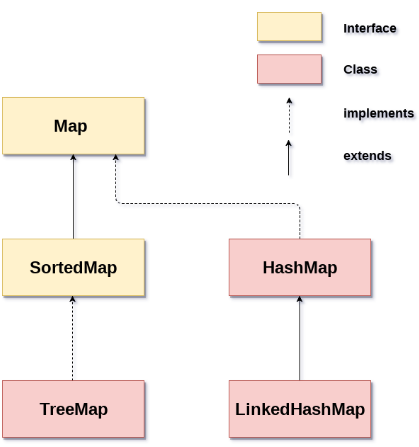 Interface
Class
implements
extends
Map
SortedMap
HashMap
TreeMap
LinkedHashMap